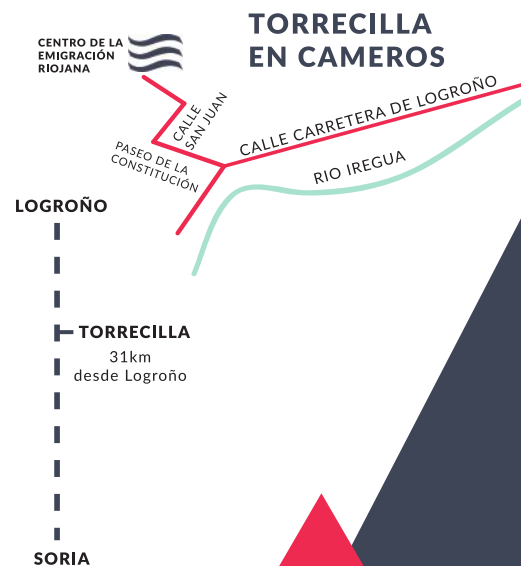 TORRECILLA
EN CAMEROS
CENTRO DE LA
EMIGRACIÓN
RIOJANA
CALLE
SAN JUAN
PASEO DE LA
CONSTITUCIÓN
CALLE CARRETERA DE LOGROÑO
RIO IREGUA
LOGROÑO
TORRECILLA
31km
desde Logroño
SORIA